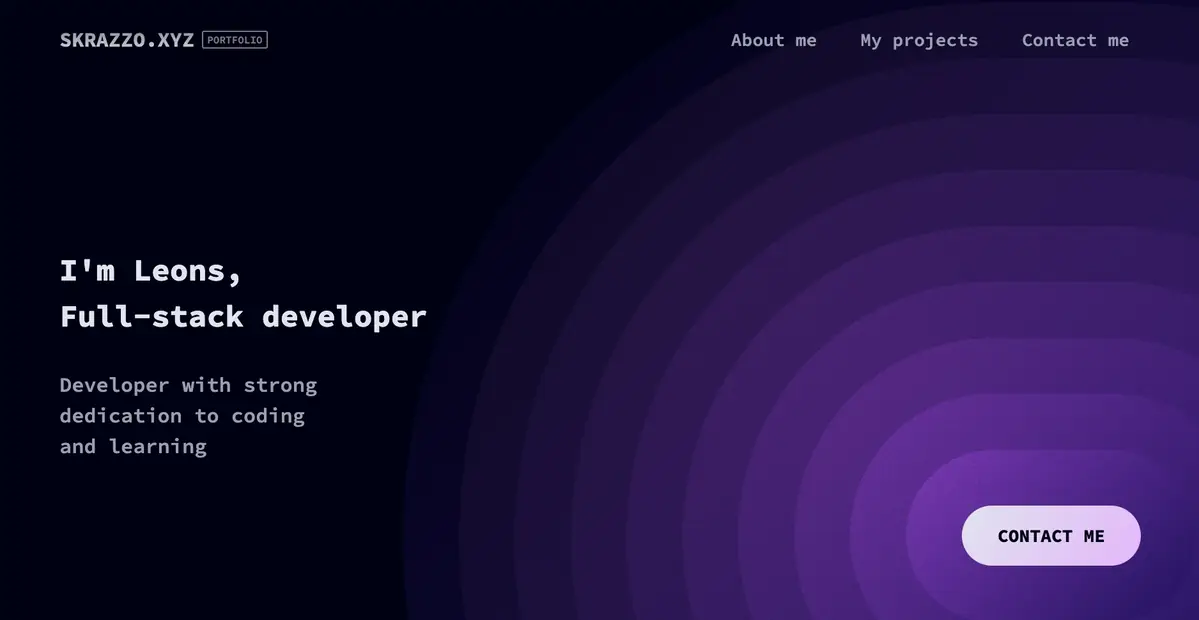 SKRAZZO.XYZ PORTFOLIO About me My projects Contact me
I'm Leons,
Full-stack developer
Developer with strong
dedication to coding
and learning
CONTACT ME